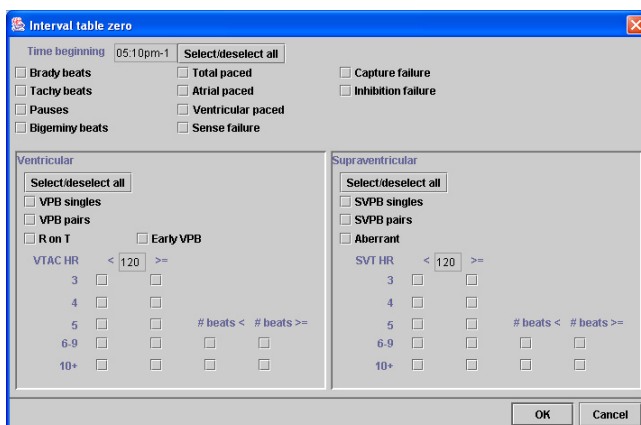 Interval table zero
Time beginning 05:10pm-1 Select/deselect all
Brady beats Total paced Capture failure
Tachy beats Atrial paced Inhibition failure
Pauses Ventricular paced
Bigeminy beats Sense failure
Ventricular
Select/deselect all
VPB singles
VPB pairs
R on T Early VPB
VTAC HR < 120 >=
3
4
5 # beats < # beats >=
6-9
10+
Supraventricular
Select/deselect all
SVPB singles
SVPB pairs
Aberrant
SVT HR < 120 >=
3
4
5 # beats < # beats >=
6-9
10+
OK Cancel